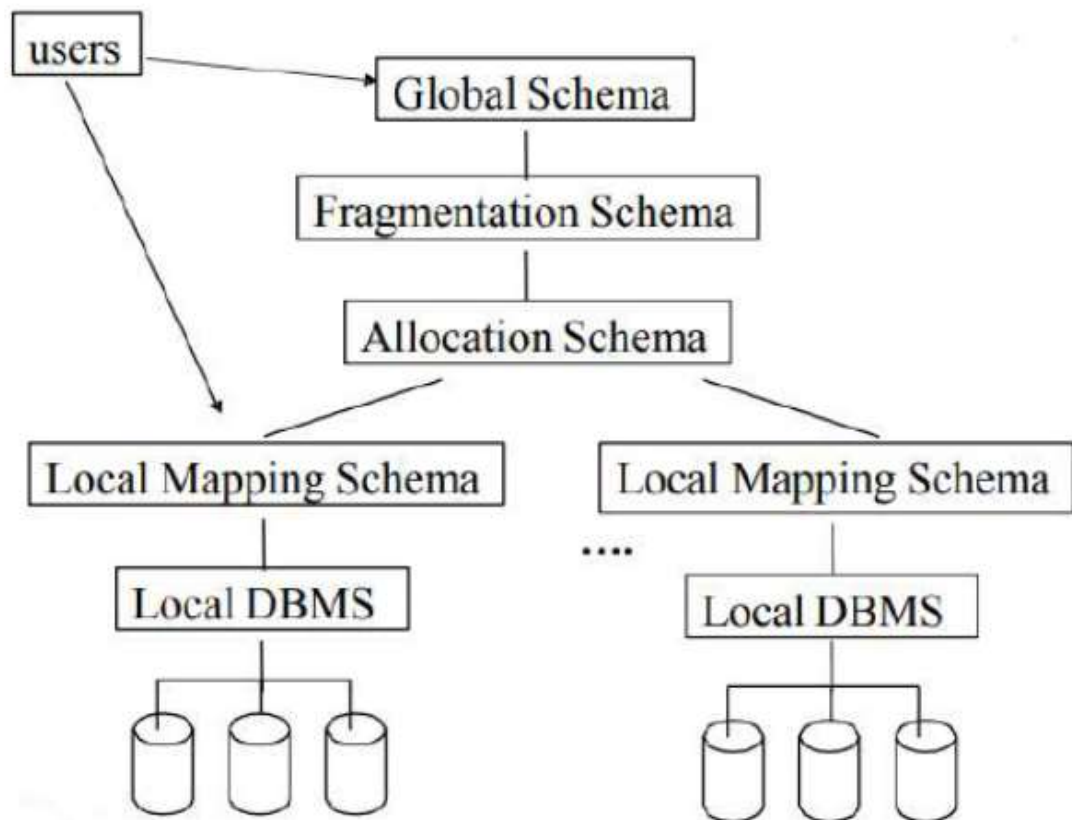 users
Global Schema
Fragmentation Schema
Allocation Schema
Local Mapping Schema
Local Mapping Schema
....
Local DBMS
Local DBMS